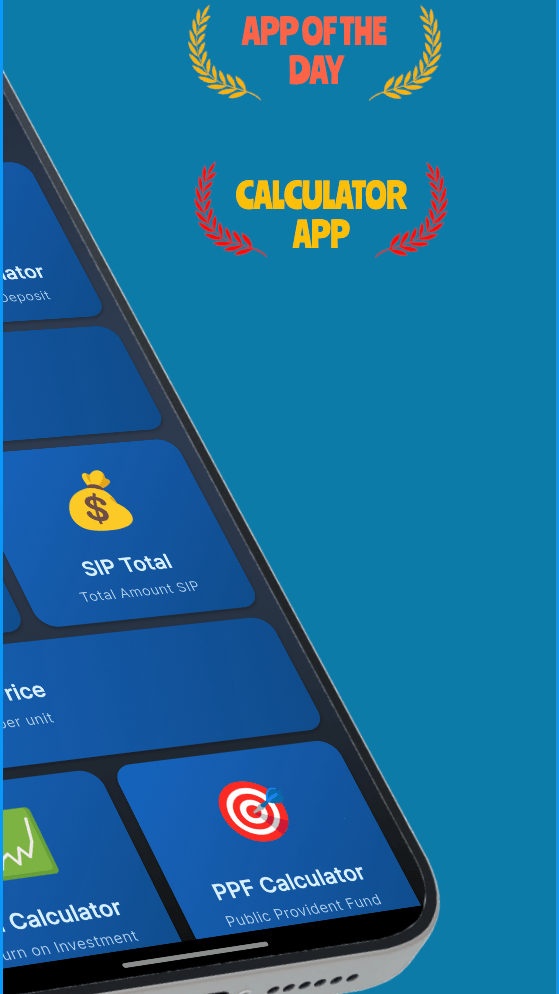 APP OF THE
DAY
CALCULATOR
APP
ator
Deposit
SIP Total
Total Amount SIP
rice
per unit
Calculator
urn on Investment
PPF Calculator
Public Provident Fund